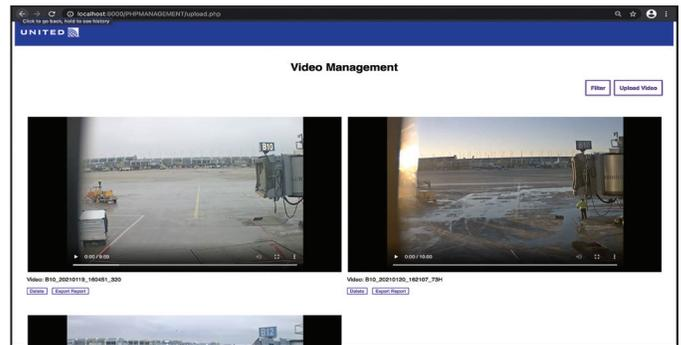 localhost:8000/PHPMANAGEMENT/upload.php
Click to go back, hold to see history
UNITED
Video Management
Filter
Upload Video
B10
B10
0:00 / 9:00
0:00 / 10:00
Video: B10_20210119_160451_320
Video: B10_20210120_162107_73H
Delete
Export Report
Delete
Export Report
B12